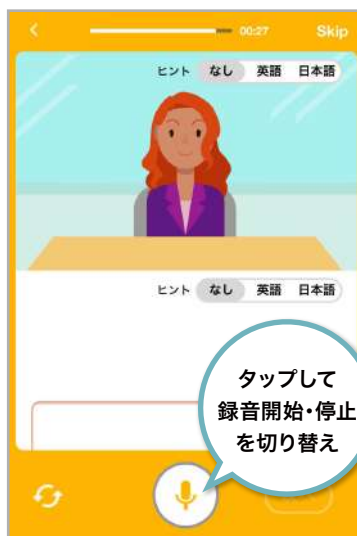 00:27 Skip
ヒント なし 英語 日本語
ヒント なし 英語 日本語
タップして
録音開始・停止
を切り替え